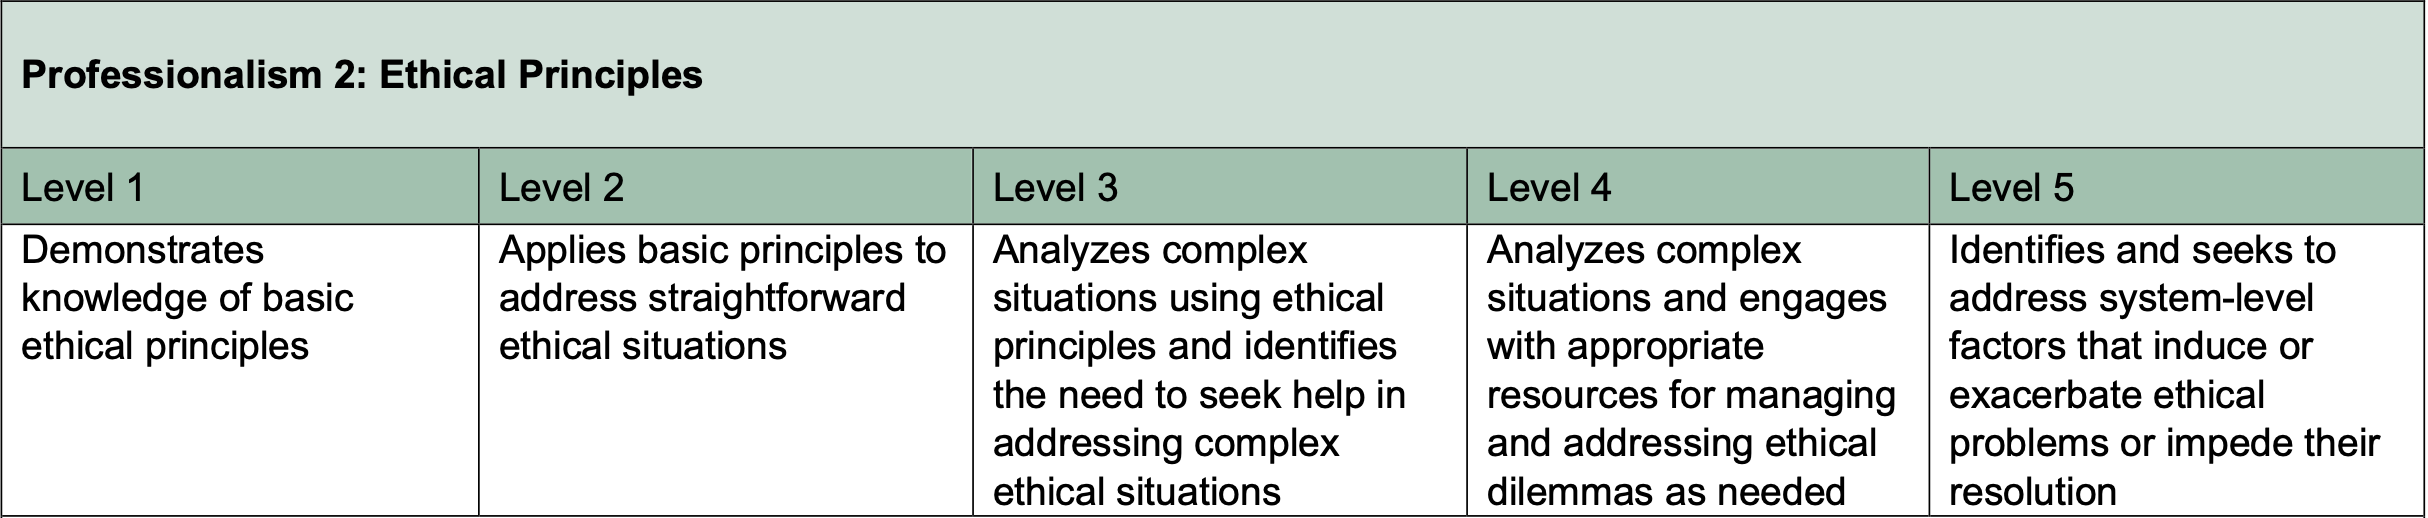 Professionalism 2: Ethical Principles
Level 1
Level 2
Level 3
Level 4
Level 5
Demonstrates
knowledge of basic
ethical principles
Applies basic principles to
address straightforward
ethical situations
Analyzes complex
situations using ethical
principles and identifies
the need to seek help in
addressing complex
ethical situations
Analyzes complex
situations and engages
with appropriate
resources for managing
and addressing ethical
dilemmas as needed
Identifies and seeks to
address system-level
factors that induce or
exacerbate ethical
problems or impede their
resolution